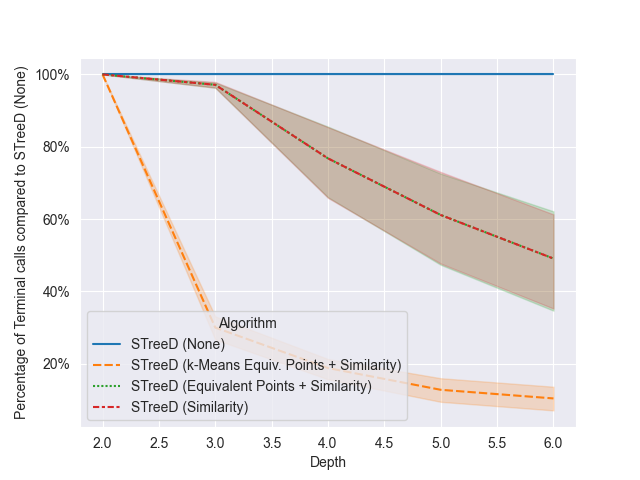 Percentage of Terminal calls compared to STreeD (None)
100%
80%
60%
40%
20%
Algorithm
STreeD (None)
STreeD (k-Means Equiv. Points + Similarity)
STreeD (Equivalent Points + Similarity)
STreeD (Similarity)
2.0 2.5 3.0 3.5 4.0 4.5 5.0 5.5 6.0
Depth